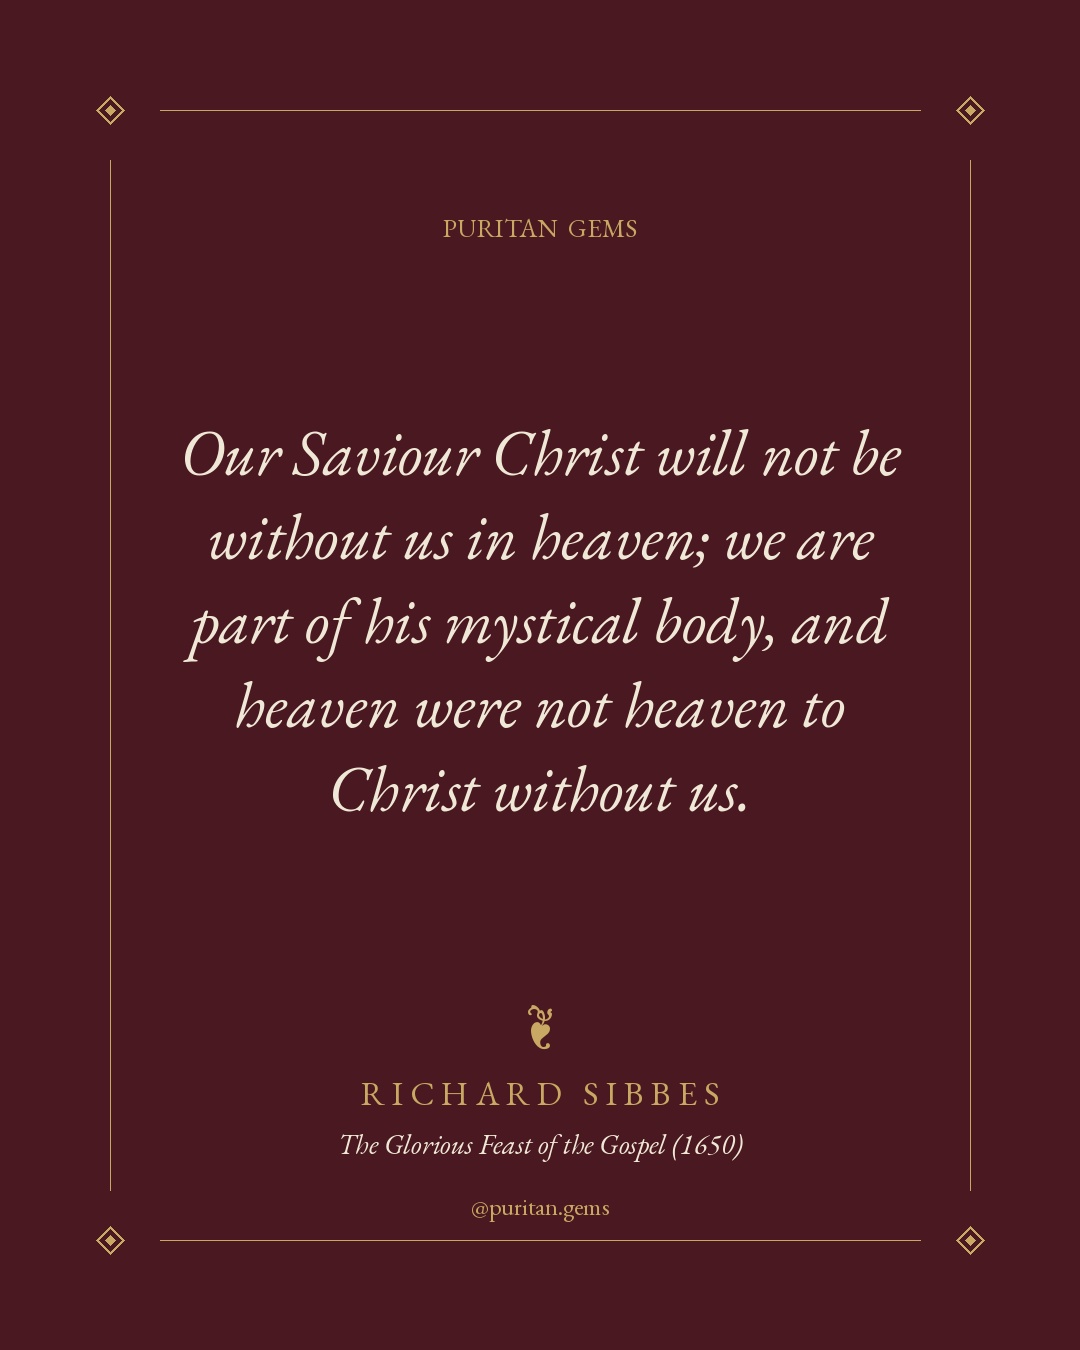 PURITAN GEMS
Our Saviour Christ will not be
without us in heaven; we are
part of his mystical body, and
heaven were not heaven to
Christ without us.
RICHARD SIBBES
The Glorious Feast of the Gospel (1650)
@puritan.gems